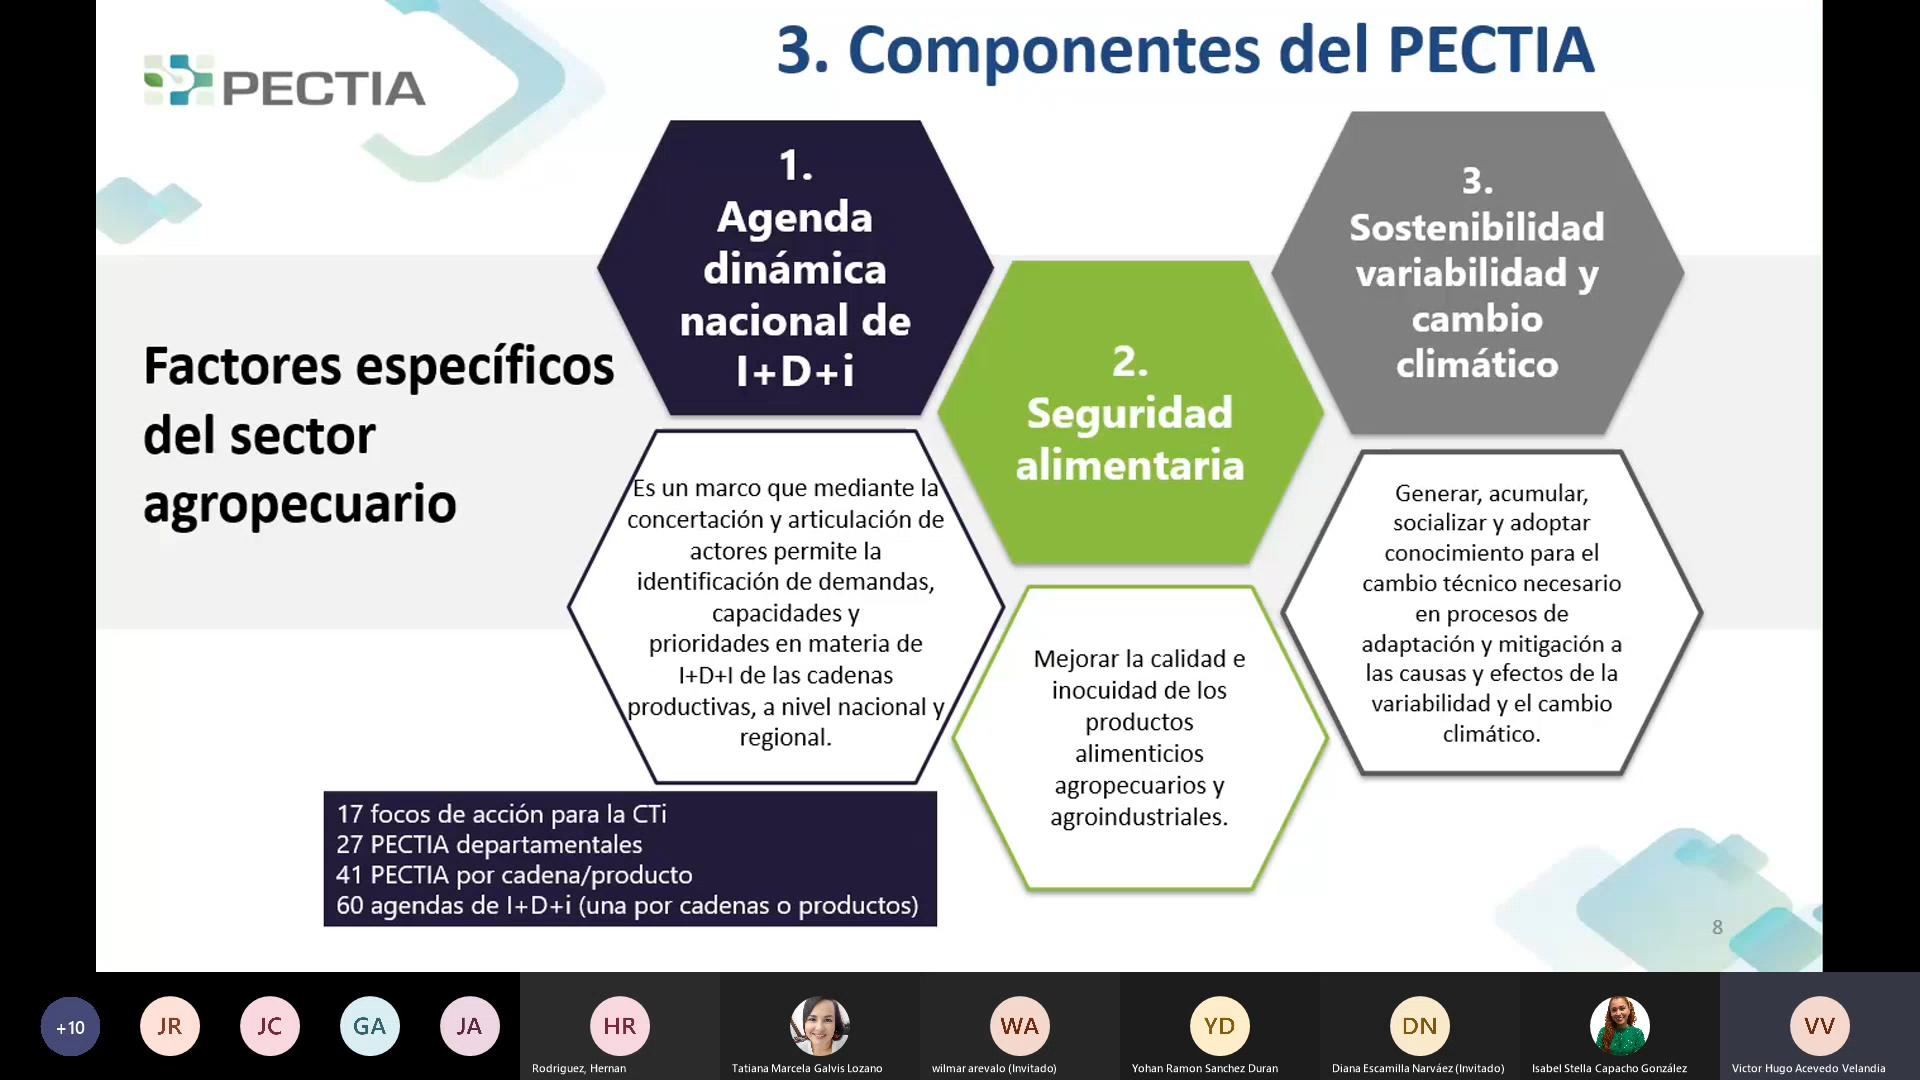 3. Componentes del PECTIA
PECTIA
Factores específicos
del sector
agropecuario
1.
Agenda
dinámica
nacional de
I+D+i
Es un marco que mediante la
concertación y articulación de
actores permite la
identificación de demandas,
capacidades y
prioridades en materia de
I+D+I de las cadenas
productivas, a nivel nacional y
regional.
2.
Seguridad
alimentaria
Mejorar la calidad e
inocuidad de los
productos
alimenticios
agropecuarios y
agroindustriales.
3.
Sostenibilidad
variabilidad y
cambio
climático
Generar, acumular,
socializar y adoptar
conocimiento para el
cambio técnico necesario
en procesos de
adaptación y mitigación a
las causas y efectos de la
variabilidad y el cambio
climático.
17 focos de acción para la CTi
27 PECTIA departamentales
41 PECTIA por cadena/producto
60 agendas de I+D+i (una por cadenas o productos)
8
+10
JR
JC
GA
JA
HR
Rodriguez, Hernan
Tatiana Marcela Galvis Lozano
WA
wilmar arevalo (Invitado)
YD
Yohan Ramon Sanchez Duran
DN
Diana Escamilla Narváez (Invitado)
Isabel Stella Capacho González
VV
Victor Hugo Acevedo Velandia